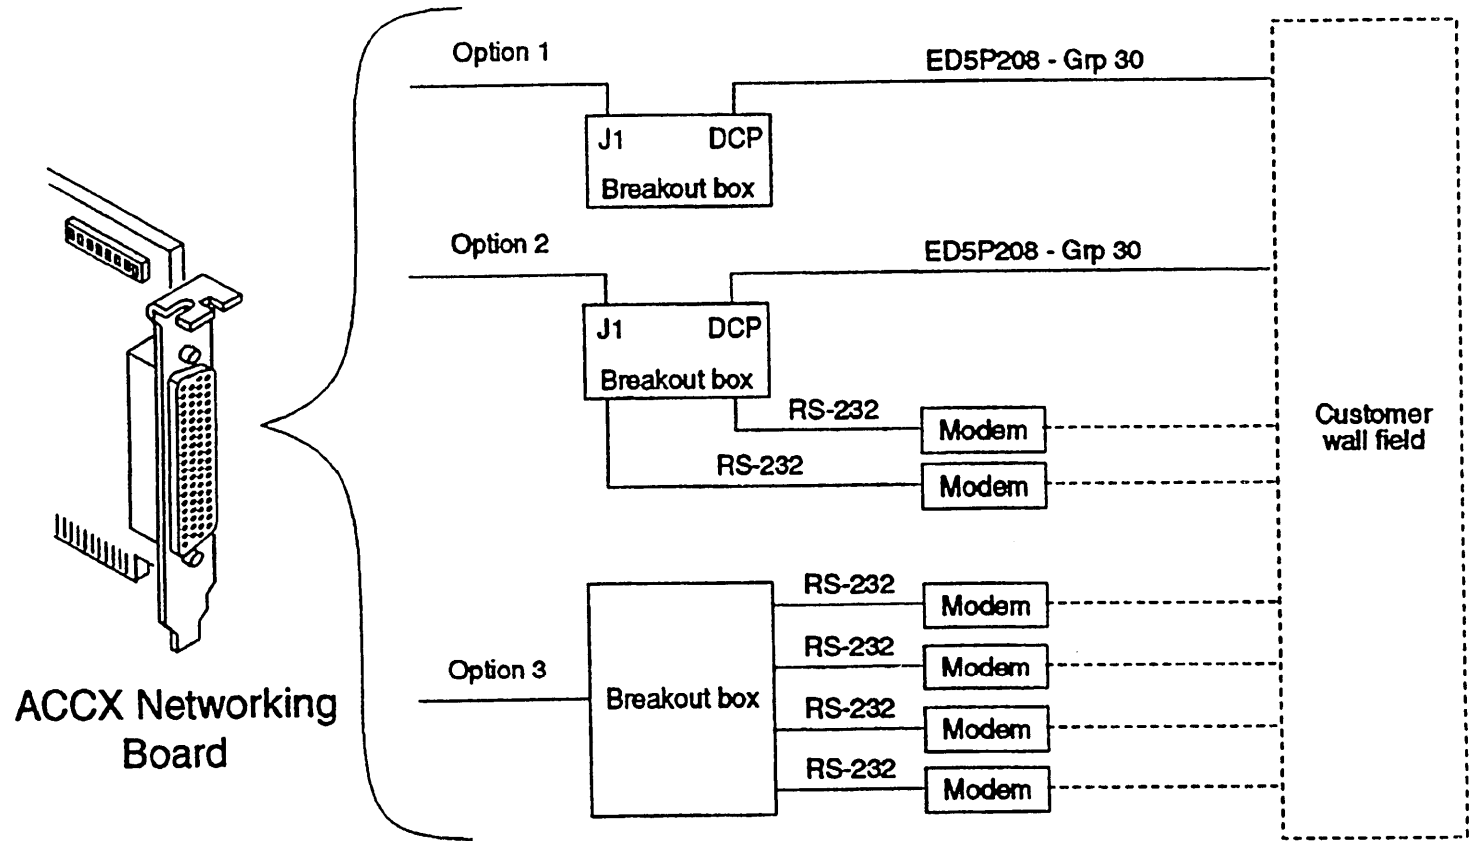 Option 1
ED5P208 - Grp 30
J1 DCP
Breakout box
Option 2
ED5P208 - Grp 30
J1 DCP
Breakout box
RS-232
Modem
RS-232
Modem
Customer
wall field
Option 3
Breakout box
RS-232
Modem
RS-232
Modem
RS-232
Modem
RS-232
Modem
ACCX Networking
Board